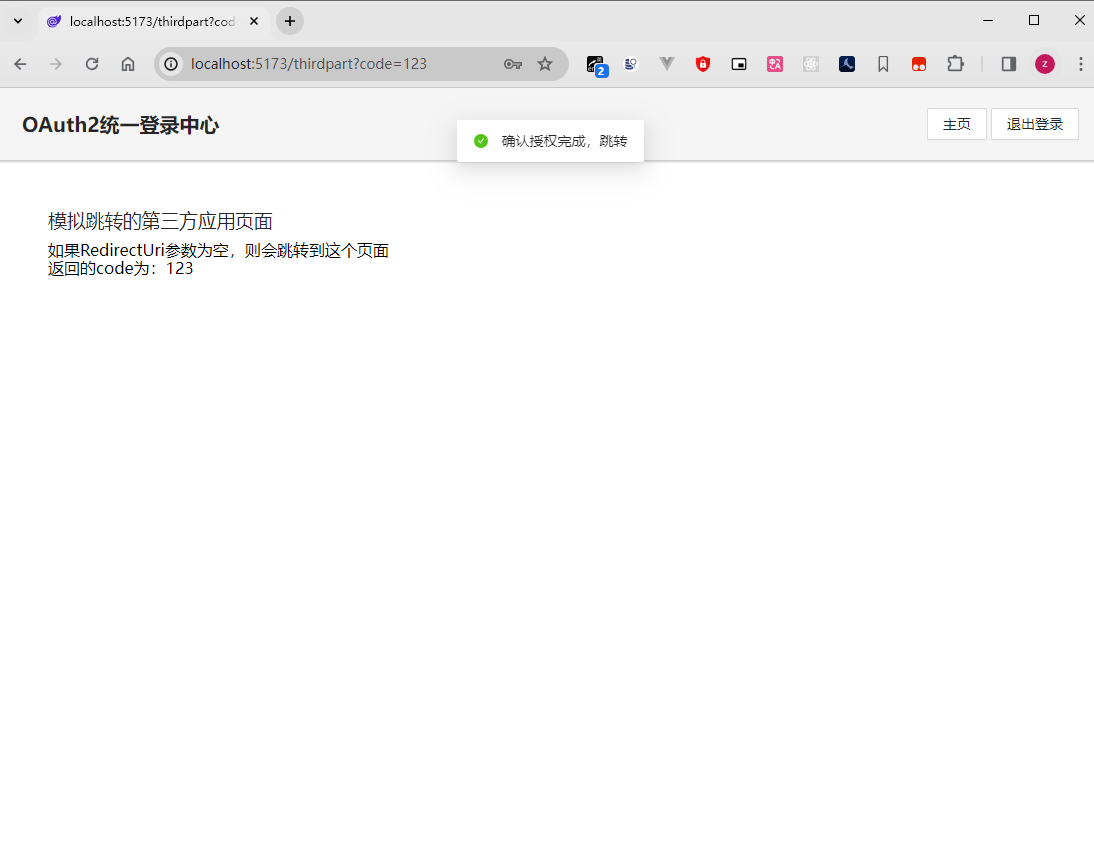 localhost:5173/thirdpart?cod
localhost:5173/thirdpart?code=123
2
z
OAuth2统一登录中心
确认授权完成，跳转
主页
退出登录
模拟跳转的第三方应用页面
如果RedirectUri参数为空，则会跳转到这个页面
返回的code为：123